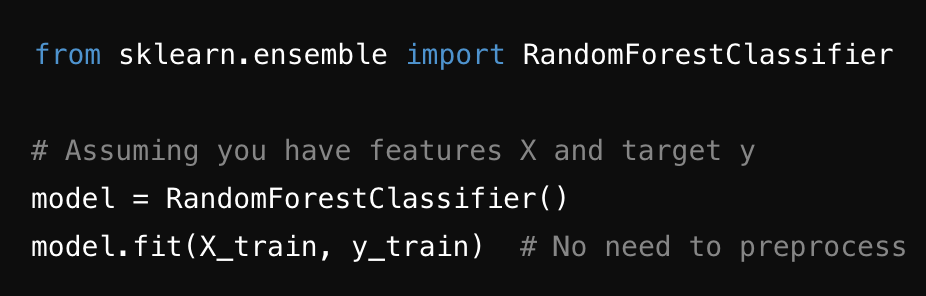 from sklearn.ensemble import RandomForestClassifier
# Assuming you have features X and target y
model = RandomForestClassifier()
model.fit(X_train, y_train)  # No need to preprocess